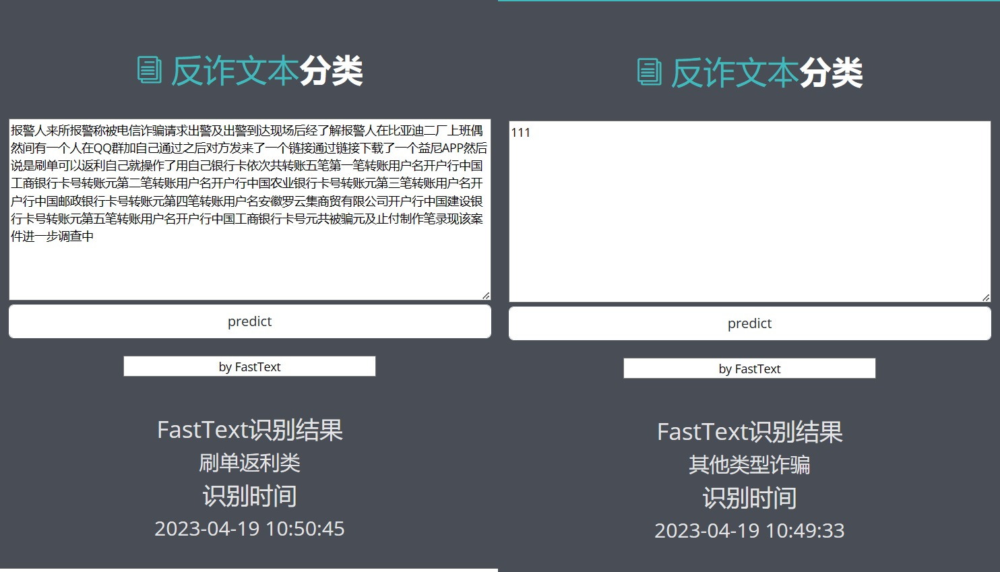 反诈文本分类
报警人来所报警称被电信诈骗请求出警及出警到达现场后经了解报警人在比亚迪二厂上班偶
然间有一个人在QQ群加自己通过之后对方发来了一个链接通过链接下载了一个益尼APP然后
说是刷单可以返利自己就操作了用自己银行卡依次共转账五笔第一笔转账用户名开户行中国
工商银行卡号转账元第二笔转账用户名开户行中国农业银行卡号转账元第三笔转账用户名开
户行中国邮政银行卡号转账元第四笔转账用户名安徽罗云集商贸有限公司开户行中国建设银
行卡号转账元第五笔转账用户名开户行中国工商银行卡号元共被骗元及止付制作笔录现该案
件进一步调查中
predict
by FastText
FastText识别结果
刷单返利类
识别时间
2023-04-19 10:50:45
反诈文本分类
111
predict
by FastText
FastText识别结果
其他类型诈骗
识别时间
2023-04-19 10:49:33